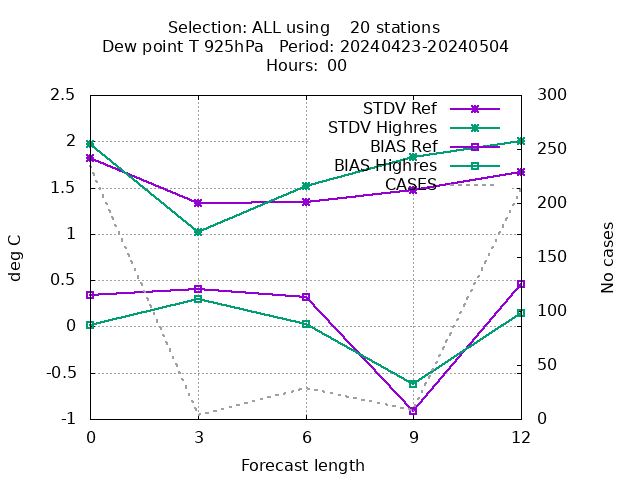 Selection: ALL using    20 stations
Dew point T 925hPa   Period: 20240423-20240504
Hours: 00
2.5
2
1.5
1
0.5
0
-0.5
-1
deg C
STDV Ref
STDV Highres
BIAS Ref
BIAS Highres
CASES
300
250
200
150
100
50
0
No cases
0 3 6 9 12
Forecast length